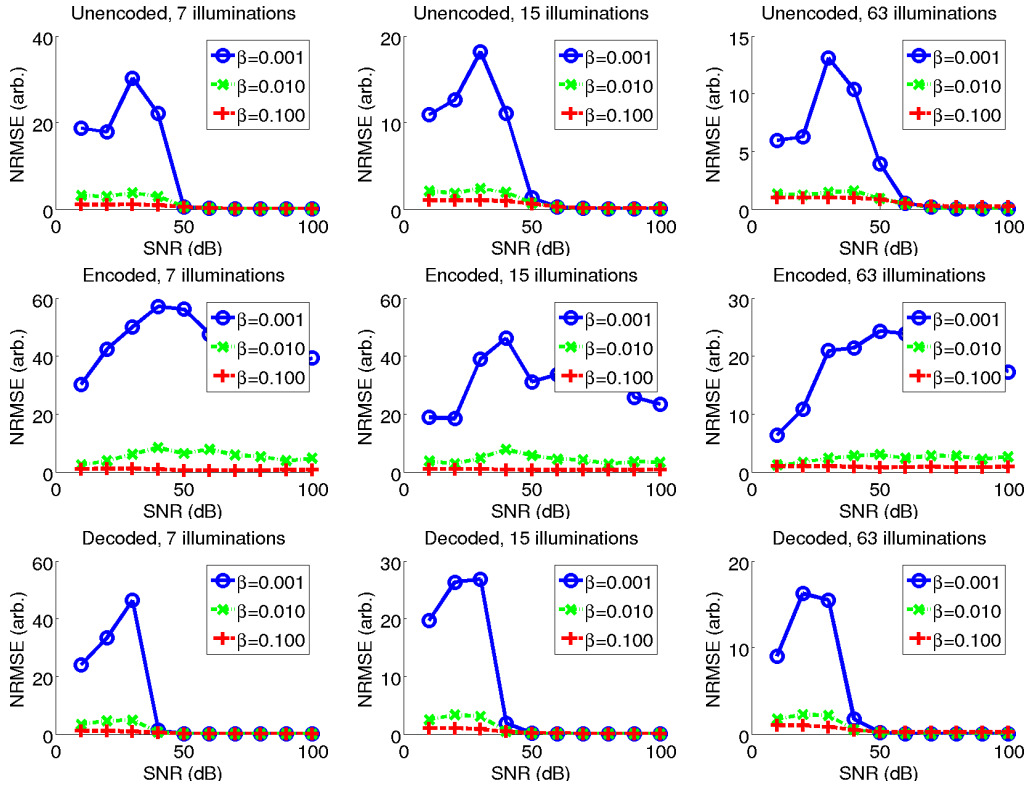 Unencoded, 7 illuminations
40
20
0
NRMSE (arb.)
β=0.001
β=0.010
β=0.100
0
50
100
SNR (dB)
Unencoded, 15 illuminations
20
10
0
NRMSE (arb.)
β=0.001
β=0.010
β=0.100
0
50
100
SNR (dB)
Unencoded, 63 illuminations
15
10
5
0
NRMSE (arb.)
β=0.001
β=0.010
β=0.100
0
50
100
SNR (dB)
Encoded, 7 illuminations
60
40
20
0
NRMSE (arb.)
β=0.001
β=0.010
β=0.100
0
50
100
SNR (dB)
Encoded, 15 illuminations
60
40
20
0
NRMSE (arb.)
β=0.001
β=0.010
β=0.100
0
50
100
SNR (dB)
Encoded, 63 illuminations
30
20
10
0
NRMSE (arb.)
β=0.001
β=0.010
β=0.100
0
50
100
SNR (dB)
Decoded, 7 illuminations
60
40
20
0
NRMSE (arb.)
β=0.001
β=0.010
β=0.100
0
50
100
SNR (dB)
Decoded, 15 illuminations
30
20
10
0
NRMSE (arb.)
β=0.001
β=0.010
β=0.100
0
50
100
SNR (dB)
Decoded, 63 illuminations
20
10
0
NRMSE (arb.)
β=0.001
β=0.010
β=0.100
0
50
100
SNR (dB)